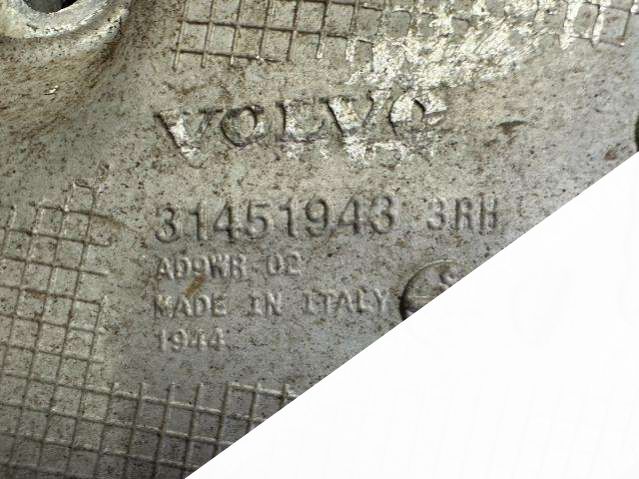 VOLVO
31451943 3RH
AD9WR-02
MADE IN ITALY
1944